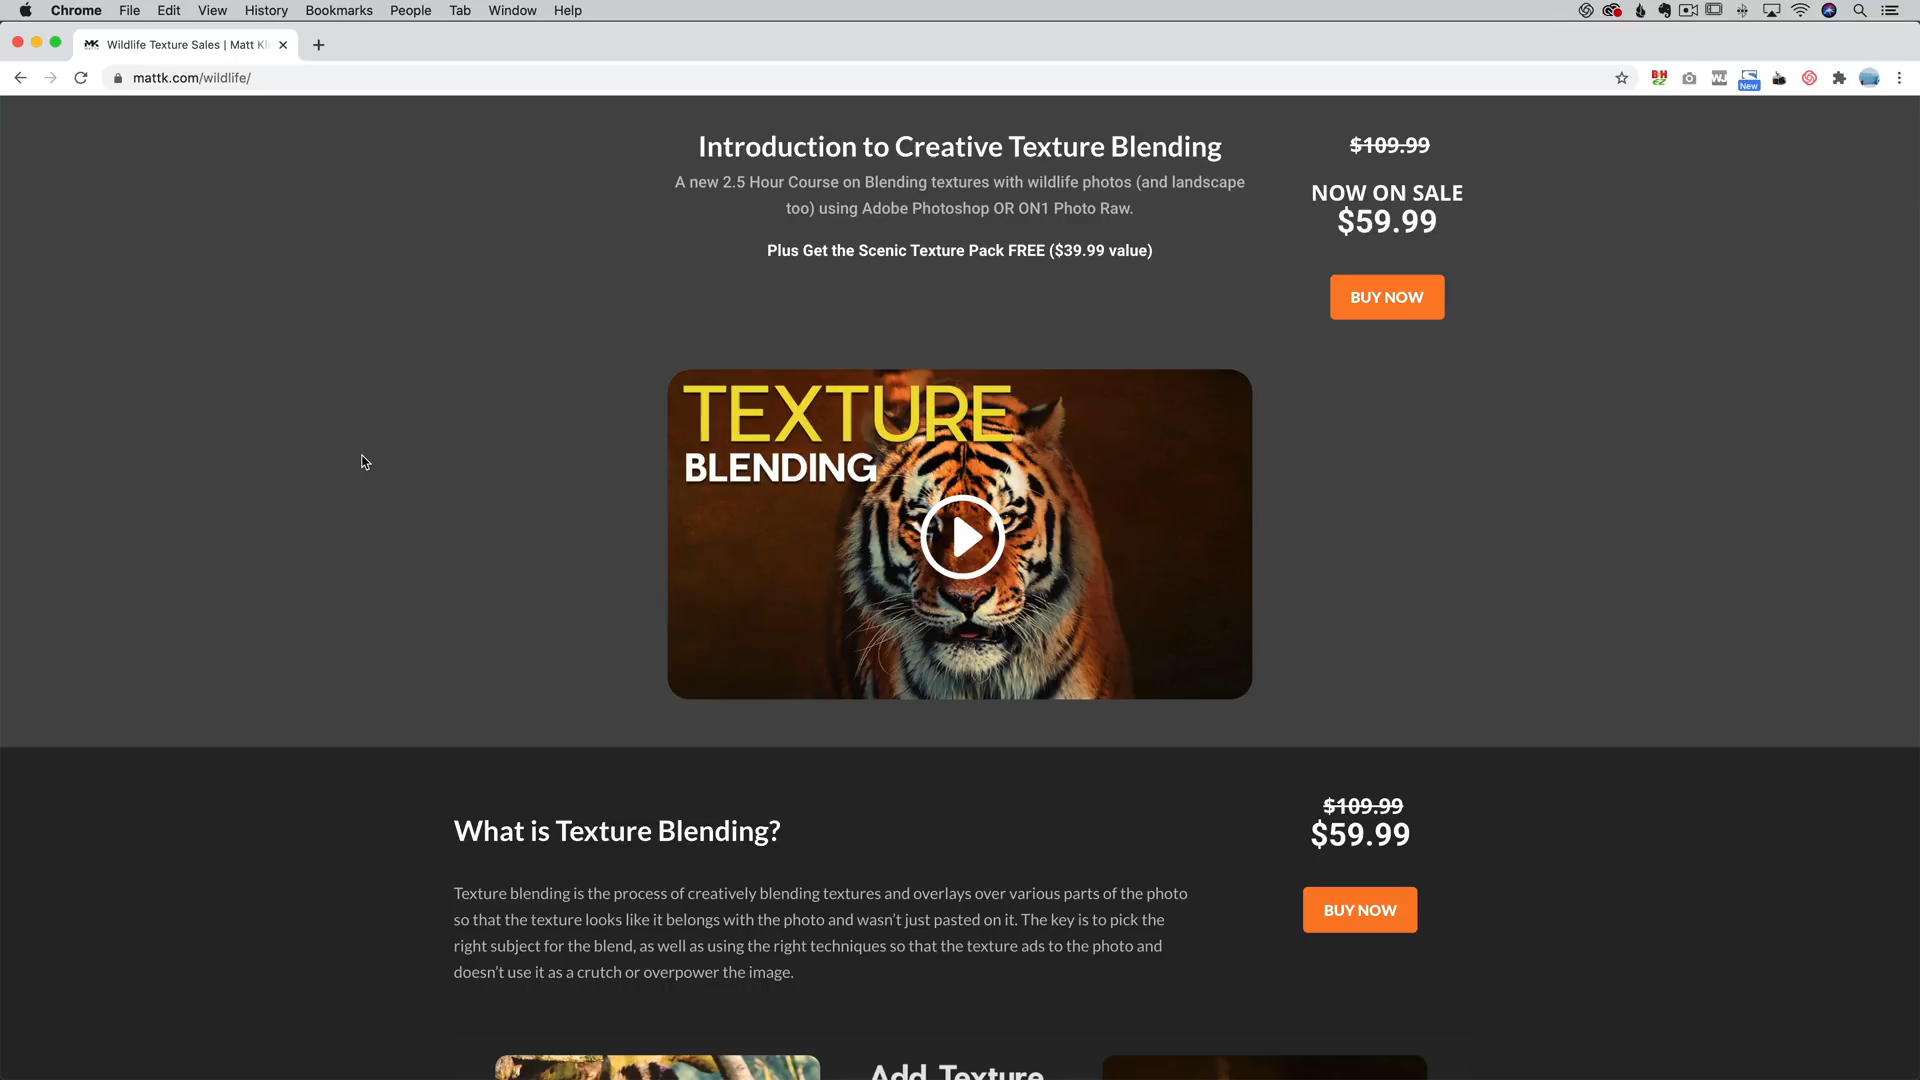 Chrome File Edit View History Bookmarks People Tab Window Help
Wildlife Texture Sales | Matt Kl
mattk.com/wildlife/
New
Introduction to Creative Texture Blending
A new 2.5 Hour Course on Blending textures with wildlife photos (and landscape
too) using Adobe Photoshop OR ON1 Photo Raw.
Plus Get the Scenic Texture Pack FREE ($39.99 value)
$109.99
NOW ON SALE
$59.99
BUY NOW
TEXTURE
BLENDING
What is Texture Blending?
Texture blending is the process of creatively blending textures and overlays over various parts of the photo
so that the texture looks like it belongs with the photo and wasn’t just pasted on it. The key is to pick the
right subject for the blend, as well as using the right techniques so that the texture ads to the photo and
doesn’t use it as a crutch or overpower the image.
$109.99
$59.99
BUY NOW
Add Texture